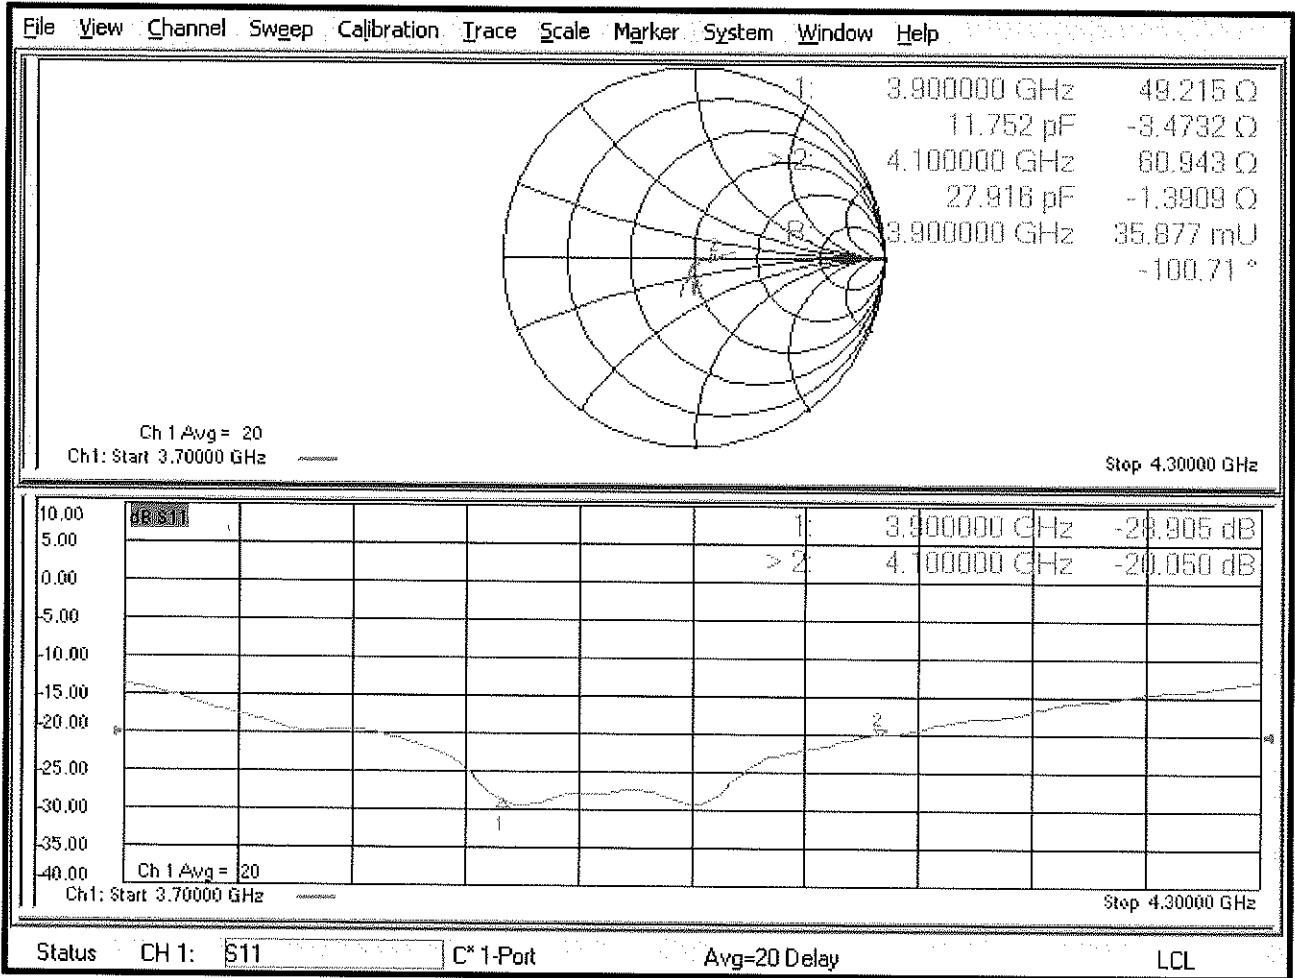 File View Channel Sweep Calibration Trace Scale Marker System Window Help
1: 3.900000 GHz 49.215 Ω
11.752 pF -3.4732 Ω
> 2: 4.100000 GHz 60.943 Ω
27.916 pF -1.3909 Ω
R 3.900000 GHz 35.877 mU
-100.71 °
2
Ch 1 Avg = 20
Ch1: Start 3.70000 GHz Stop 4.30000 GHz
10.00 dB S11
5.00
0.00
-5.00
-10.00
-15.00
-20.00
-25.00
-30.00
-35.00
-40.00
1: 3.900000 GHz -28.905 dB
> 2: 4.100000 GHz -20.050 dB
2
1
Ch 1 Avg = 20
Ch1: Start 3.70000 GHz Stop 4.30000 GHz
Status CH 1: S11 C* 1-Port Avg=20 Delay LCL